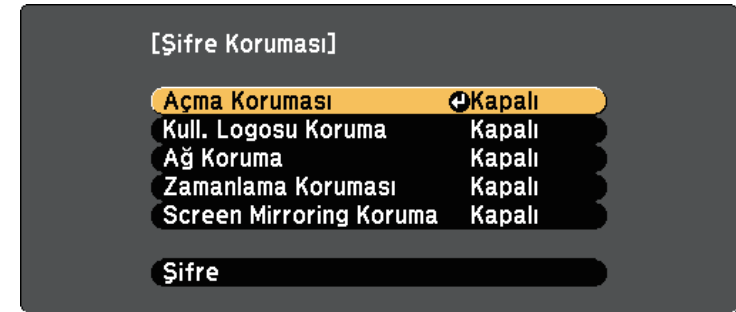 [Şifre Koruması]
Açma Koruması Kapalı
Kull. Logosu Koruma Kapalı
Ağ Koruma Kapalı
Zamanlama Koruması Kapalı
Screen Mirroring Koruma Kapalı
Şifre